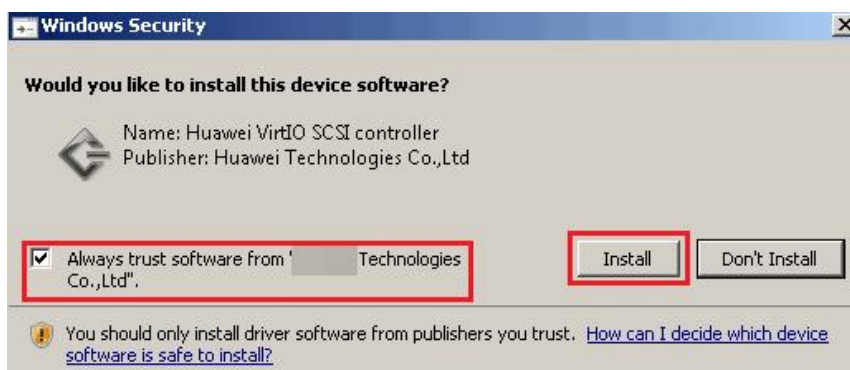 Windows Security
Would you like to install this device software?
Name: Huawei VirtIO SCSI controller
Publisher: Huawei Technologies Co.,Ltd
Always trust software from " Technologies
Co.,Ltd".
Install
Don't Install
You should only install driver software from publishers you trust. How can I decide which device
software is safe to install?